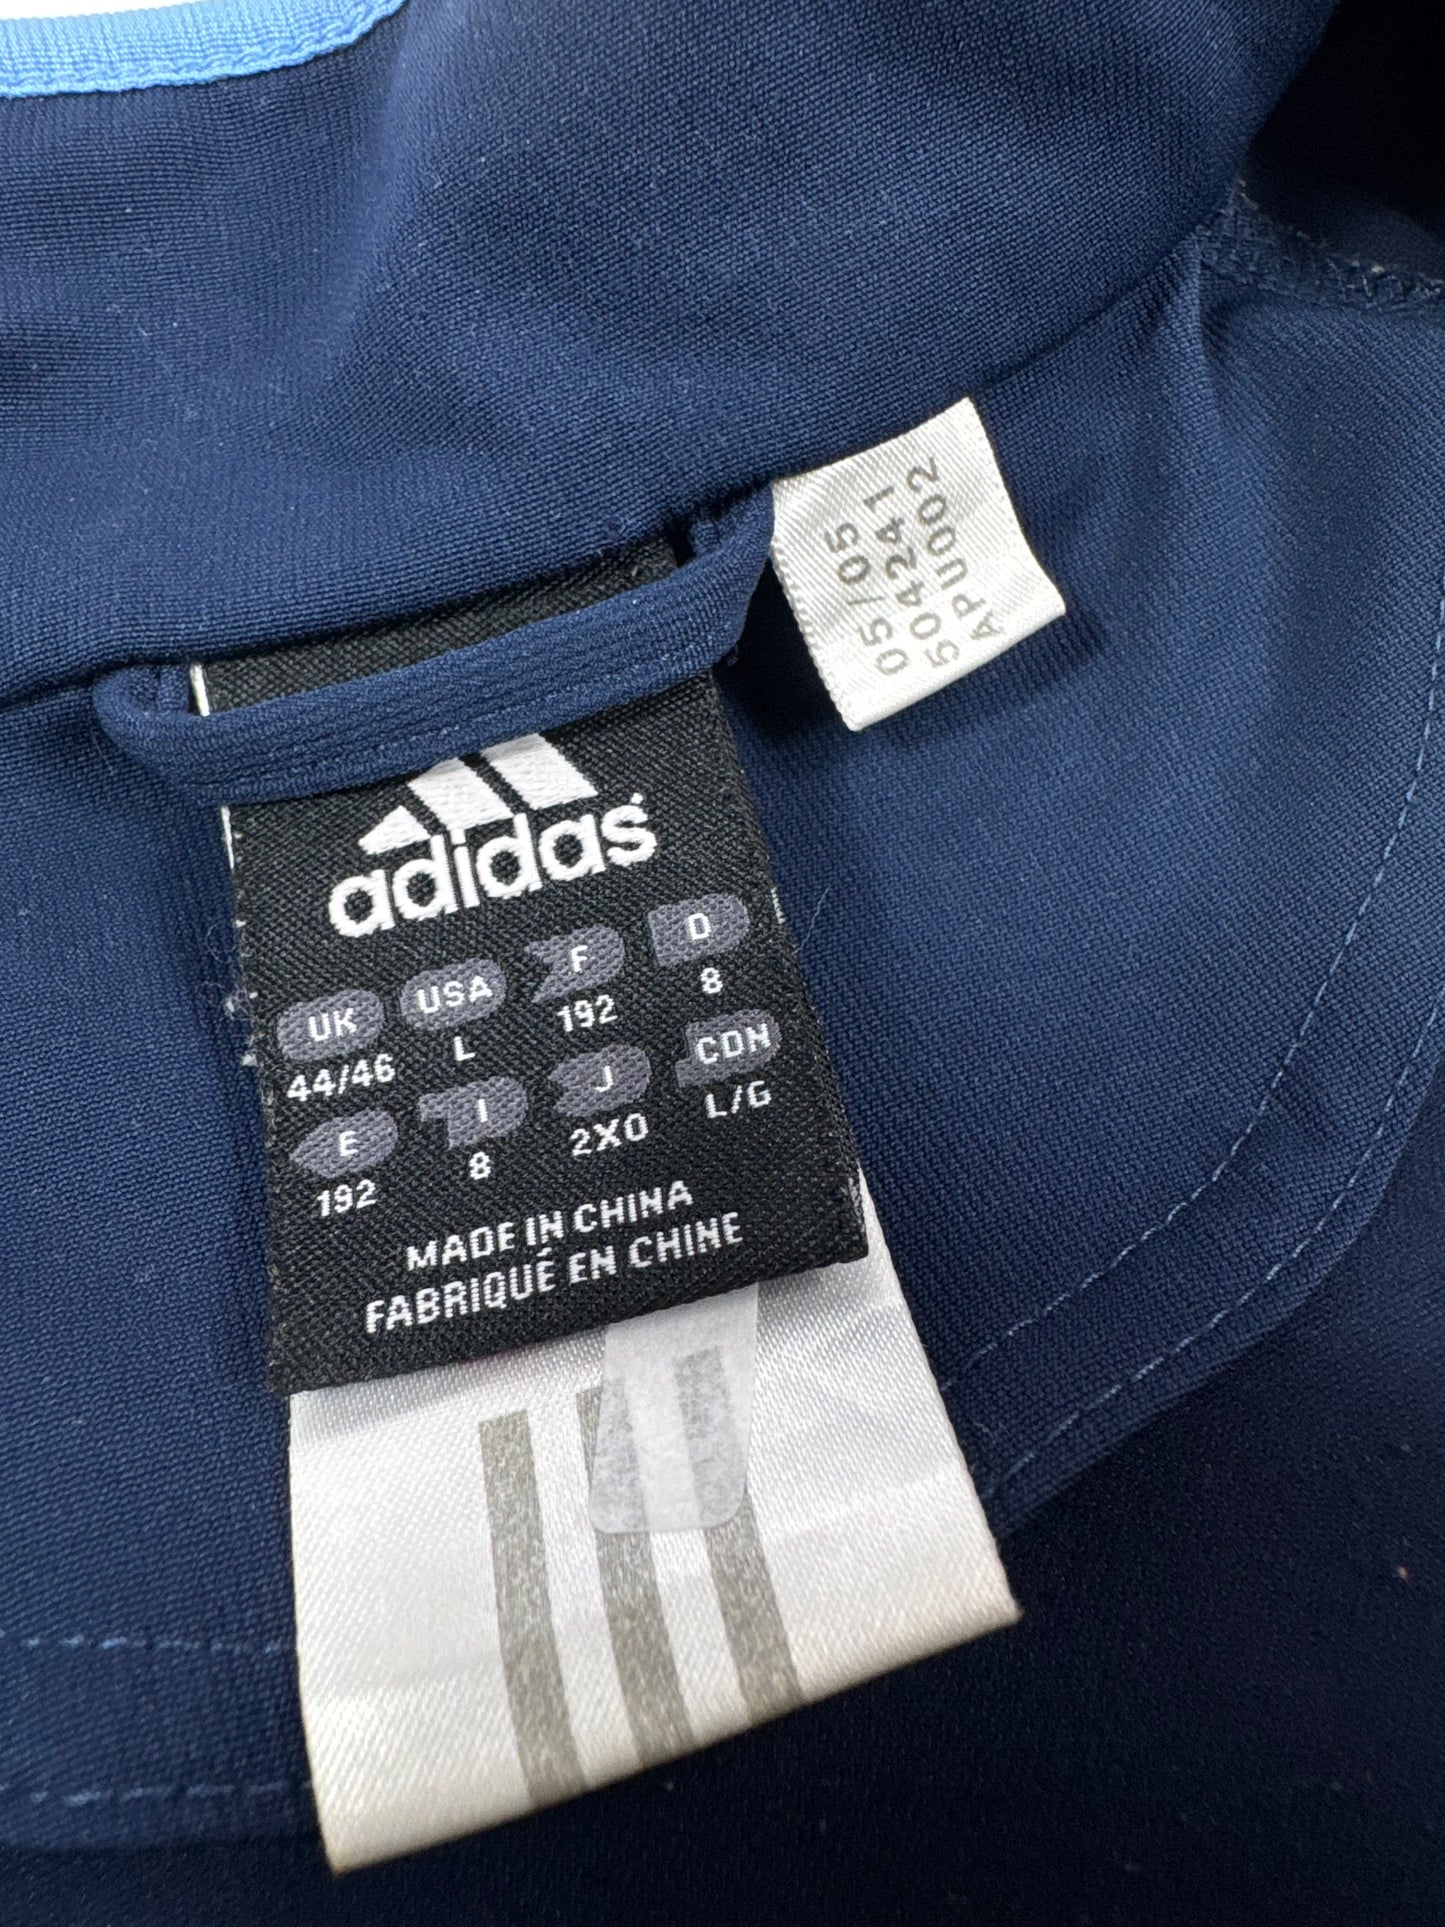 05/05
504241
APU002
adidas
UK USA F D
44/46 L 192 8
E I J CDN
192 8 2XO L/G
MADE IN CHINA
FABRIQUÉ EN CHINE